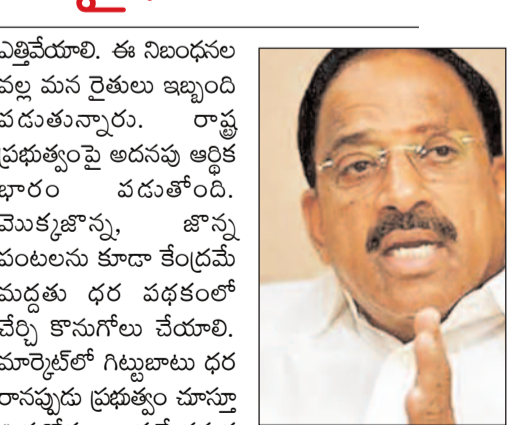 ఎత్తివేయాలి. ఈ నిబంధనల
వల్ల మన రైతులు ఇబ్బంది
పడుతున్నారు. రాష్ట్ర
ప్రభుత్వంపై అదనపు ఆర్థిక
భారం పడుతోంది.
మొక్కజొన్న, జొన్న
పంటలను కూడా కేంద్రమే
మద్దతు ధర పథకంలో
చేర్చి కొనుగోలు చేయాలి.
మార్కెట్‌లో గిట్టుబాటు ధర
రానప్పుడు ప్రభుత్వం చూస్తూ